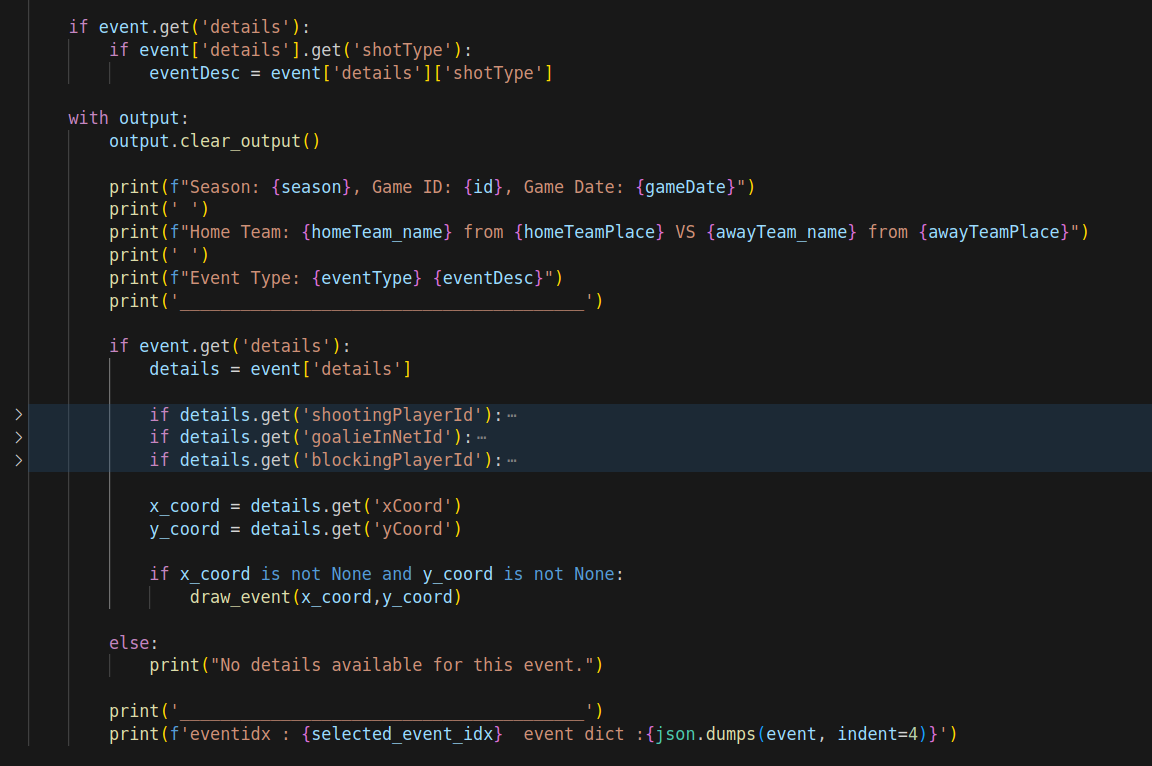 if event.get('details'):
if event['details'].get('shotType'):
eventDesc = event['details']['shotType']
with output:
output.clear_output()
print(f"Season: {season}, Game ID: {id}, Game Date: {gameDate}")
print(' ')
print(f"Home Team: {homeTeam_name} from {homeTeamPlace} VS {awayTeam_name} from {awayTeamPlace}")
print(' ')
print(f"Event Type: {eventType} {eventDesc}")
print('________________________________________')
if event.get('details'):
details = event['details']
if details.get('shootingPlayerId'):⋯
if details.get('goalieInNetId'):⋯
if details.get('blockingPlayerId'):⋯
x_coord = details.get('xCoord')
y_coord = details.get('yCoord')
if x_coord is not None and y_coord is not None:
draw_event(x_coord,y_coord)
else:
print("No details available for this event.")
print('________________________________________')
print(f'eventidx : {selected_event_idx}  event dict :{json.dumps(event, indent=4)}')